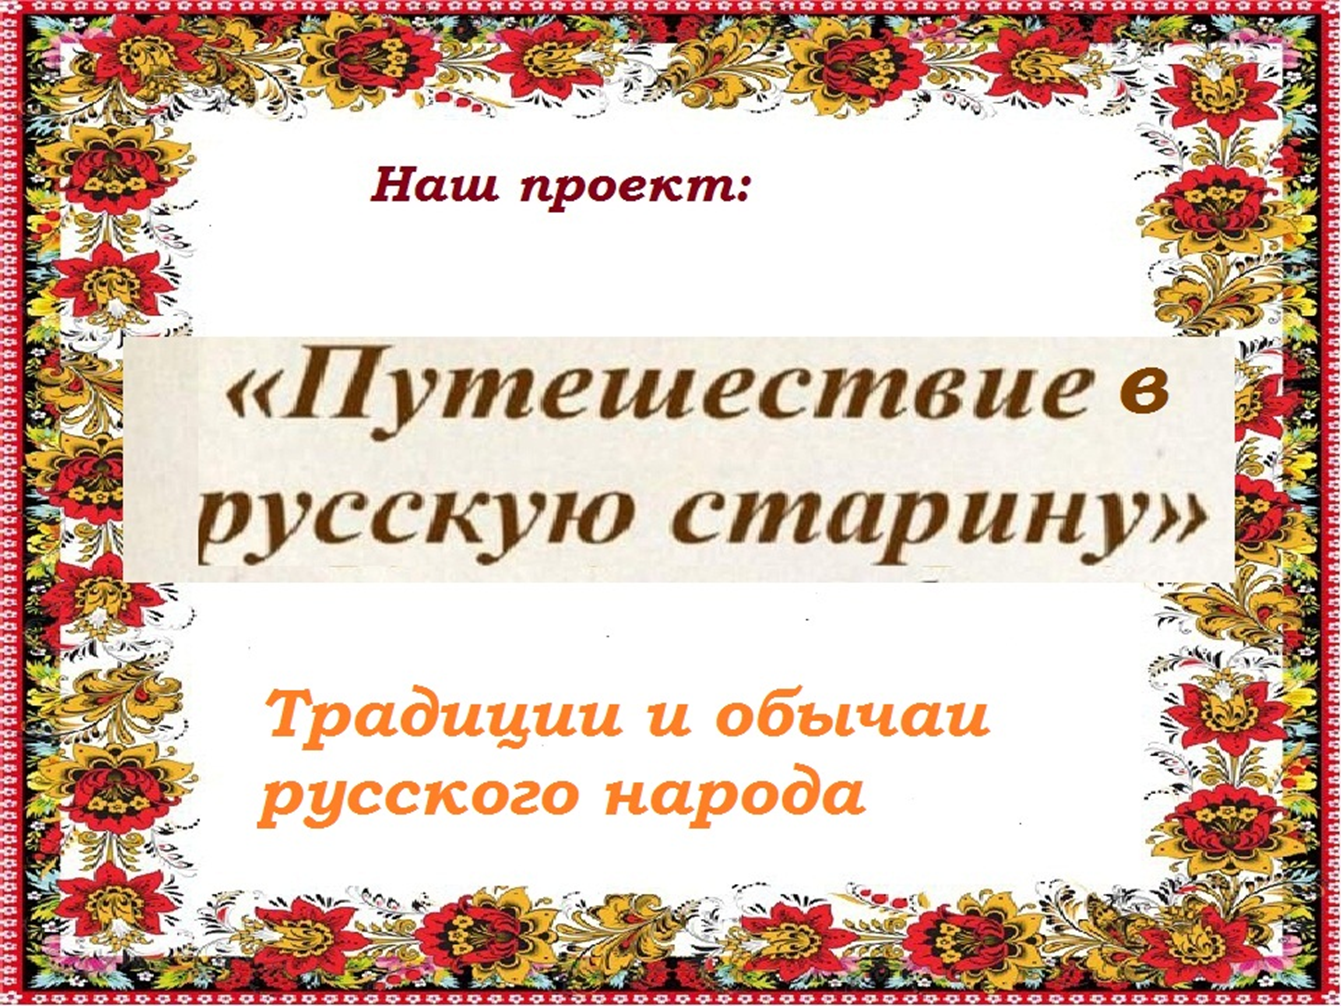 Наш проект:
«Путешествие в
русскую старину»
Традиции и обычаи
русского народа